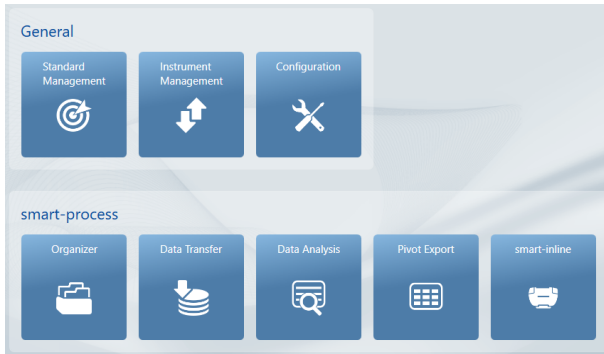 General
Standard
Management
Instrument
Management
Configuration
smart-process
Organizer
Data Transfer
Data Analysis
Pivot Export
smart-inline